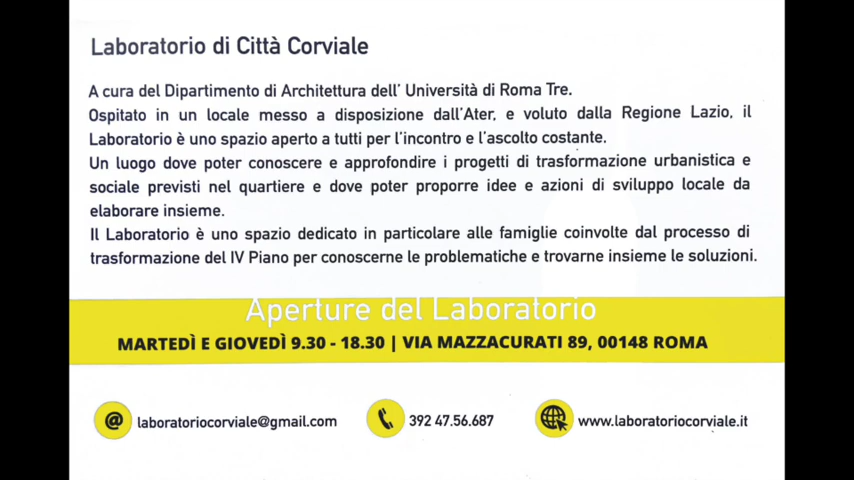 Laboratorio di Città Corviale
A cura del Dipartimento di Architettura dell' Università di Roma Tre.
Ospitato in un locale messo a disposizione dall'Ater, e voluto dalla Regione Lazio, il
Laboratorio è uno spazio aperto a tutti per l'incontro e l'ascolto costante.
Un luogo dove poter conoscere e approfondire i progetti di trasformazione urbanistica e
sociale previsti nel quartiere e dove poter proporre idee e azioni di sviluppo locale da
elaborare insieme.
Il Laboratorio è uno spazio dedicato in particolare alle famiglie coinvolte dal processo di
trasformazione del IV Piano per conoscerne le problematiche e trovarne insieme le soluzioni.
Aperture del Laboratorio
MARTEDÌ E GIOVEDÌ 9.30 - 18.30 | VIA MAZZACURATI 89, 00148 ROMA
@ laboratoriocorviale@gmail.com 392 47.56.687 www.laboratoriocorviale.it